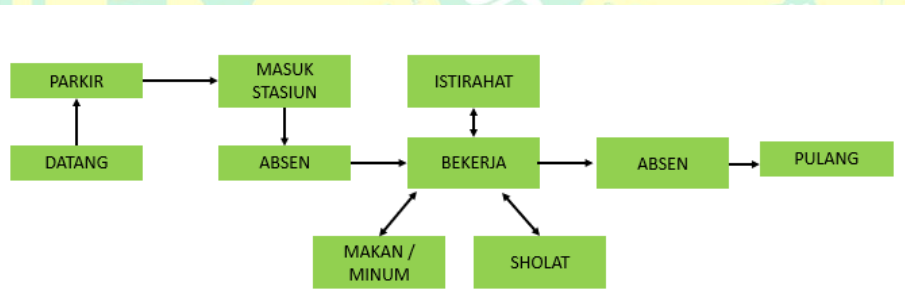 PARKIR
MASUK
STASIUN
ISTIRAHAT
DATANG
ABSEN
BEKERJA
ABSEN
PULANG
MAKAN /
MINUM
SHOLAT